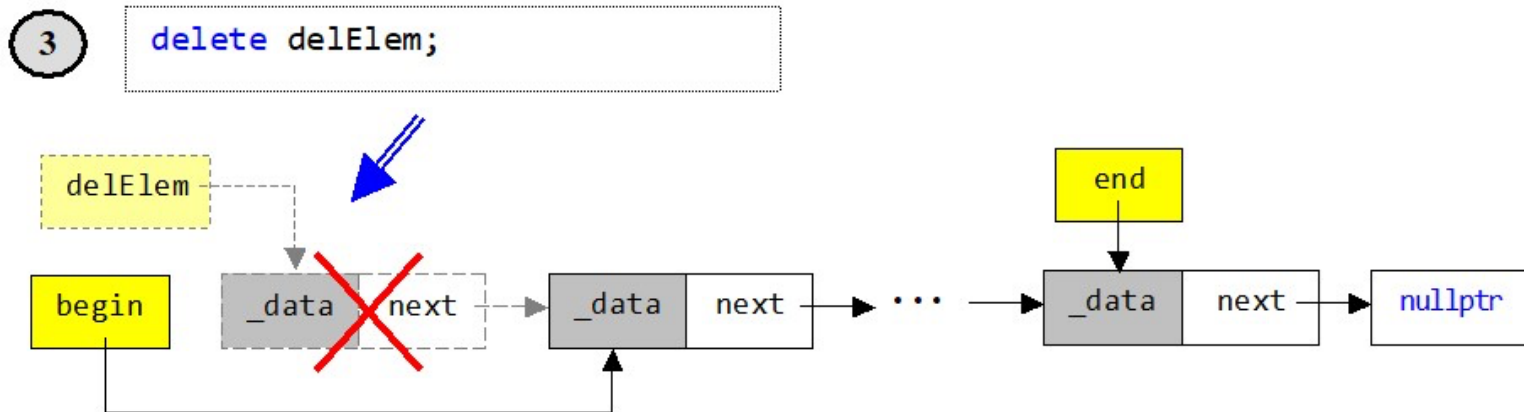 3
delete delElem;
delElem
end
begin
_data
next
_data
next
...
_data
next
nullptr